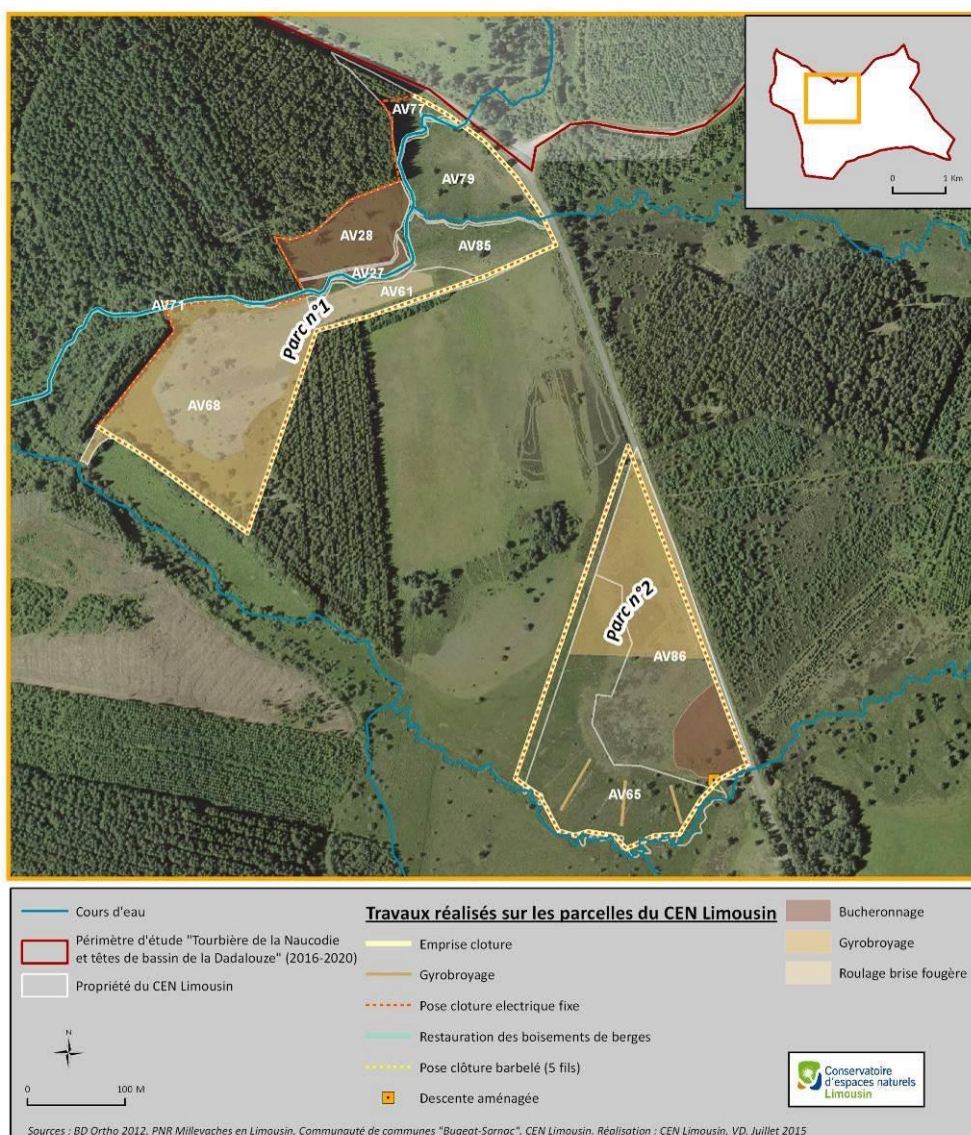 0 1 Km
AV77
AV79
AV28
AV85
AV27
AV61
AV71
Parc n°1
AV68
Parc n°2
AV86
AV65
Cours d'eau
Périmètre d'étude "Tourbière de la Naucodie
et têtes de bassin de la Dadalouze" (2016-2020)
Propriété du CEN Limousin
N
0 100 M
Travaux réalisés sur les parcelles du CEN Limousin
Emprise cloture
Gyrobroyage
Pose cloture electrique fixe
Restauration des boisements de berges
Pose clôture barbelé (5 fils)
Descente aménagée
Bucheronnage
Gyrobroyage
Roulage brise fougère
Conservatoire
d'espaces naturels
Limousin
Sources : BD Ortho 2012, PNR Millevaches en Limousin, Communauté de communes "Bugeat-Sornac", CEN Limousin. Réalisation : CEN Limousin, VD, Juillet 2015